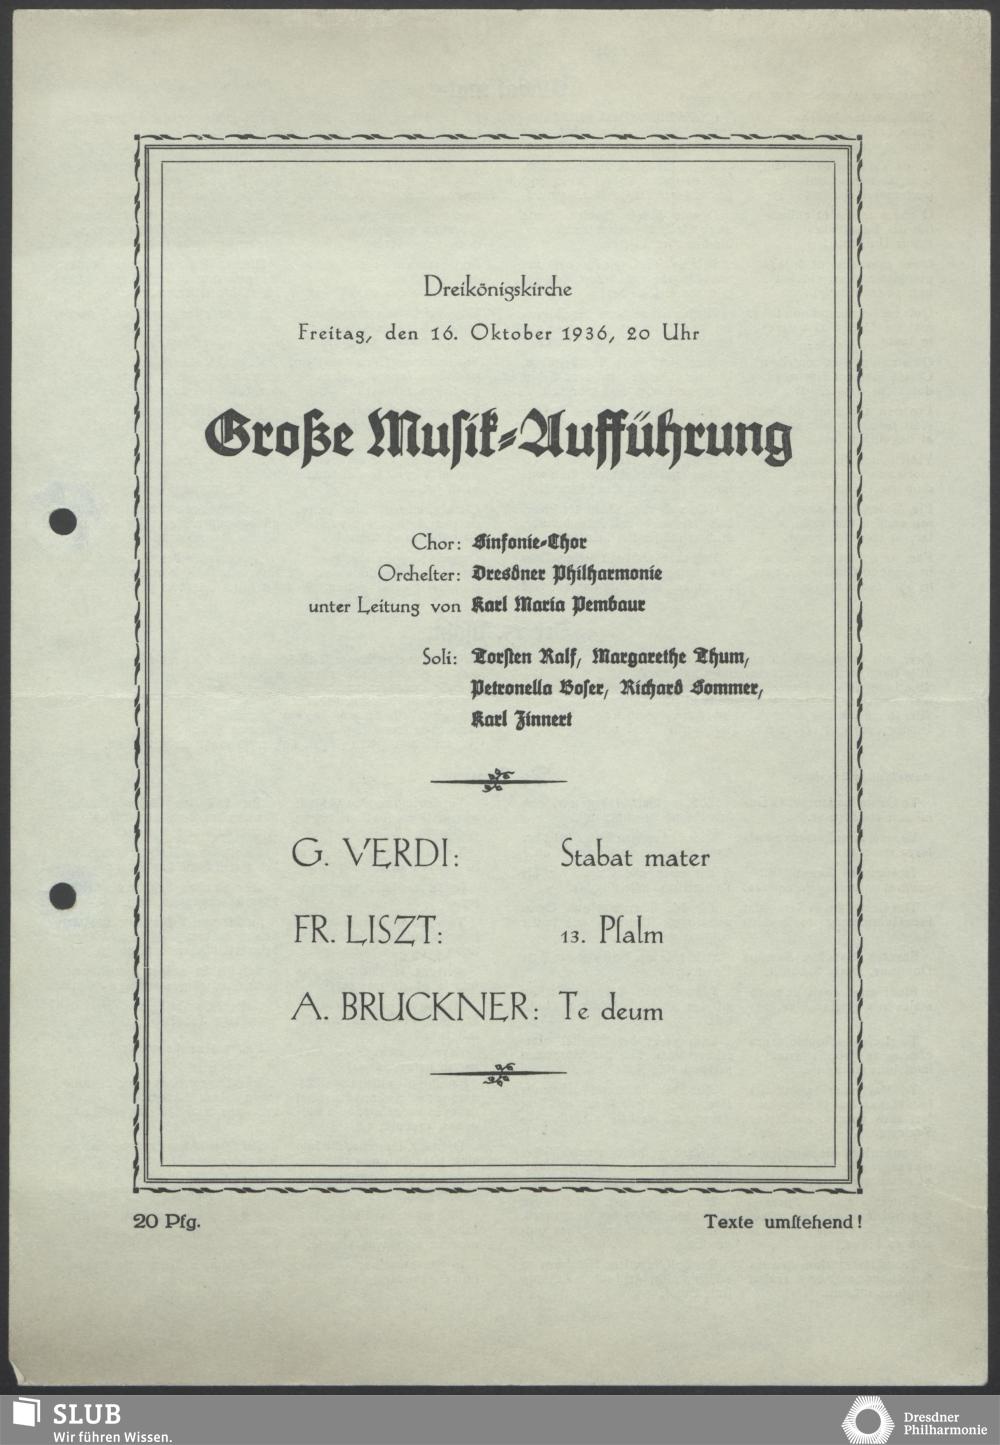 Dreikönigskirche
Freitag, den 16. Oktober 1936, 20 Uhr
Große Muſik-Aufführung
Chor: Sinfonie-Chor
Orcheſter: Dresdner Philharmonie
unter Leitung von Karl Maria Pembaur
Soli: Torſten Ralf, Margarethe Thum,
Petronella Boſer, Richard Sommer,
Karl Zinnert
G. VERDI: Stabat mater
FR. LISZT: 13. Pſalm
A. BRUCKNER: Te deum
20 Pfg. Texte umſtehend!
SLUB
Wir führen Wissen.
Dresdner
Philharmonie